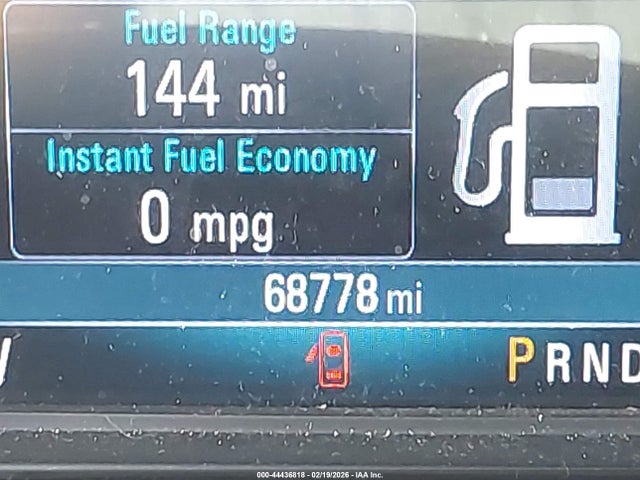 Fuel Range
144 mi
Instant Fuel Economy
0 mpg
68778 mi
PRND
000-44436818 - 02/19/2026 - IAA Inc.